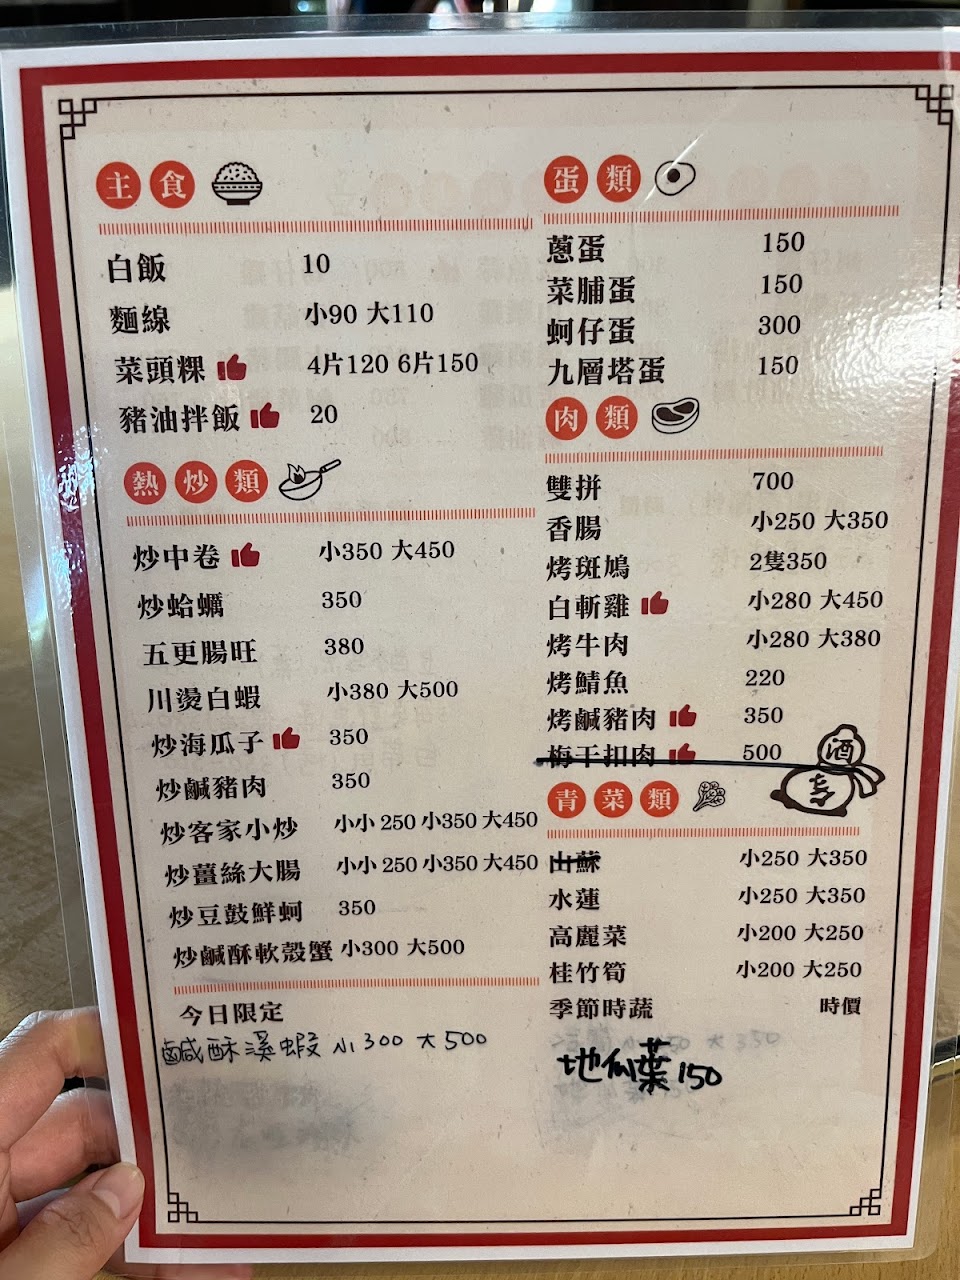 主食
白飯 10
麵線 小90 大110
菜頭粿 4片120 6片150
豬油拌飯 20
熱炒類
炒中卷 小350 大450
炒蛤蠣 350
五更腸旺 380
川燙白蝦 小380 大500
炒海瓜子 350
炒鹹豬肉 350
炒客家小炒 小小 250 小350 大450
炒薑絲大腸 小小 250 小350 大450
炒豆鼓鮮蚵 350
炒鹹酥軟殼蟹 小300 大500
今日限定
鹹酥溪蝦 小300 大500
蛋類
蔥蛋 150
菜脯蛋 150
蚵仔蛋 300
九層塔蛋 150
肉類
雙拼 700
香腸 小250 大350
烤斑鳩 2隻350
白斬雞 小280 大450
烤牛肉 小280 大380
烤鯖魚 220
烤鹹豬肉 350
梅干扣肉 500
酒
青菜類
山蘇 小250 大350
水蓮 小250 大350
高麗菜 小200 大250
桂竹筍 小200 大250
季節時蔬 時價
大 350
地仙葉 150